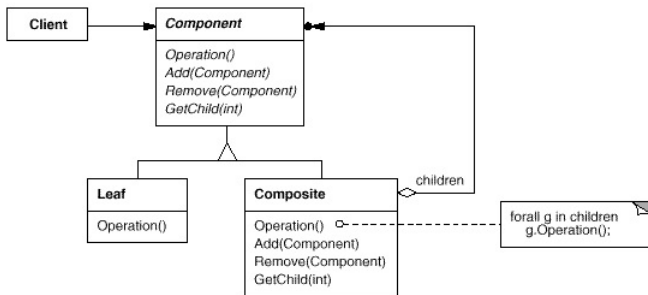 Client
Component
Operation()
Add(Component)
Remove(Component)
GetChild(int)
Leaf
Operation()
Composite
Operation()
Add(Component)
Remove(Component)
GetChild(int)
children
forall g in children
g.Operation();